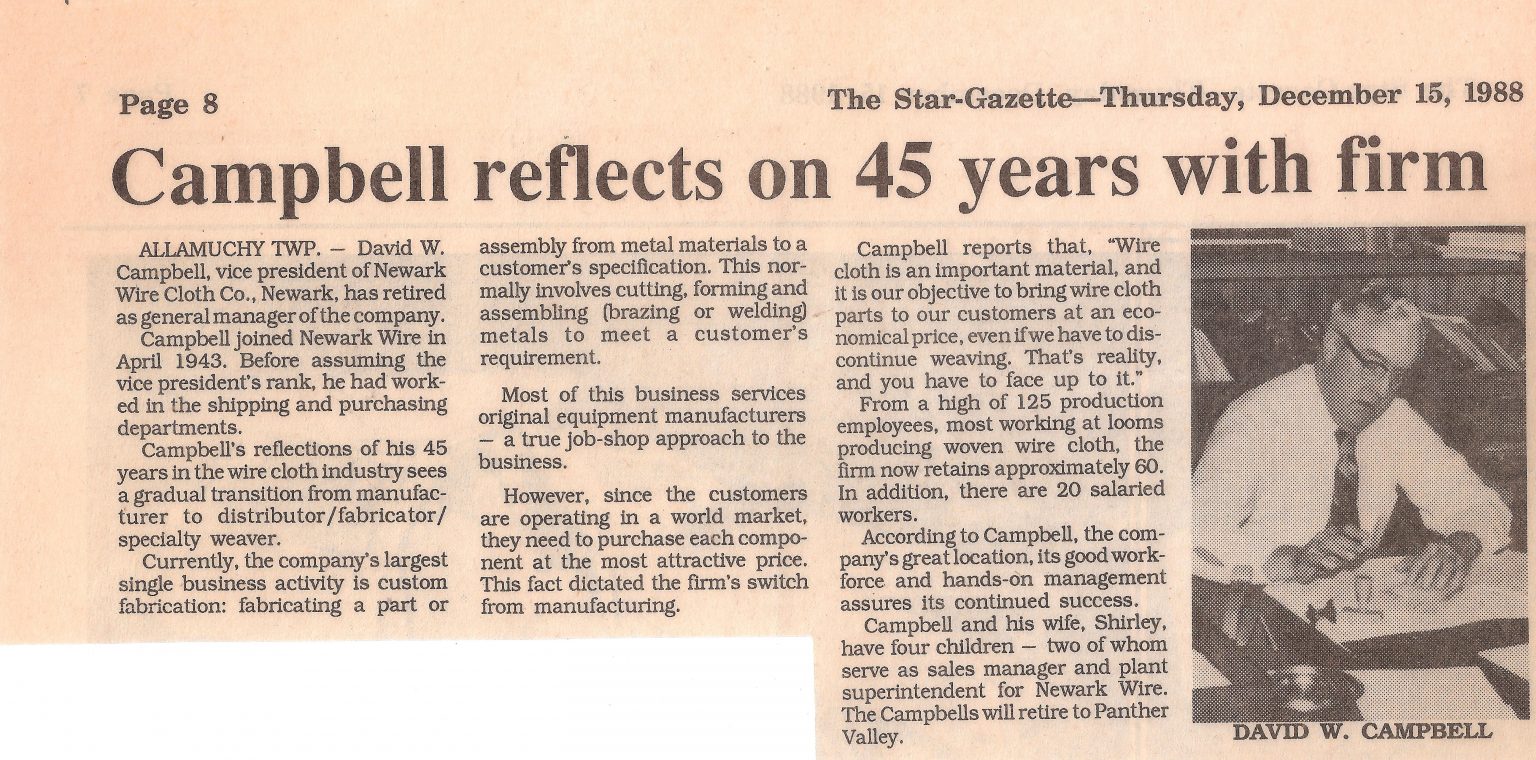 Page 8
The Star-Gazette—Thursday, December 15, 1988
Campbell reflects on 45 years with firm
ALLAMUCHY TWP. — David W.
Campbell, vice president of Newark
Wire Cloth Co., Newark, has retired
as general manager of the company.
Campbell joined Newark Wire in
April 1943. Before assuming the
vice president's rank, he had work-
ed in the shipping and purchasing
departments.
Campbell's reflections of his 45
years in the wire cloth industry sees
a gradual transition from manufac-
turer to distributor/fabricator/
specialty weaver.
Currently, the company's largest
single business activity is custom
fabrication: fabricating a part or
assembly from metal materials to a
customer's specification. This nor-
mally involves cutting, forming and
assembling (brazing or welding)
metals to meet a customer's
requirement.
Most of this business services
original equipment manufacturers
— a true job-shop approach to the
business.
However, since the customers
are operating in a world market,
they need to purchase each compo-
nent at the most attractive price.
This fact dictated the firm's switch
from manufacturing.
Campbell reports that, "Wire
cloth is an important material, and
it is our objective to bring wire cloth
parts to our customers at an eco-
nomical price, even if we have to dis-
continue weaving. That's reality,
and you have to face up to it."
From a high of 125 production
employees, most working at looms
producing woven wire cloth, the
firm now retains approximately 60.
In addition, there are 20 salaried
workers.
According to Campbell, the com-
pany's great location, its good work-
force and hands-on management
assures its continued success.
Campbell and his wife, Shirley,
have four children — two of whom
serve as sales manager and plant
superintendent for Newark Wire.
The Campbells will retire to Panther
Valley.
DAVID W. CAMPBELL